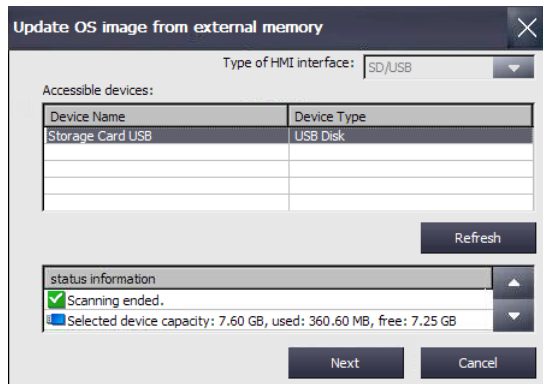 Update OS image from external memory
Type of HMI interface: SD/USB
Accessible devices:
Device Name Device Type
Storage Card USB USB Disk
Refresh
status information
Scanning ended.
Selected device capacity: 7.60 GB, used: 360.60 MB, free: 7.25 GB
Next Cancel